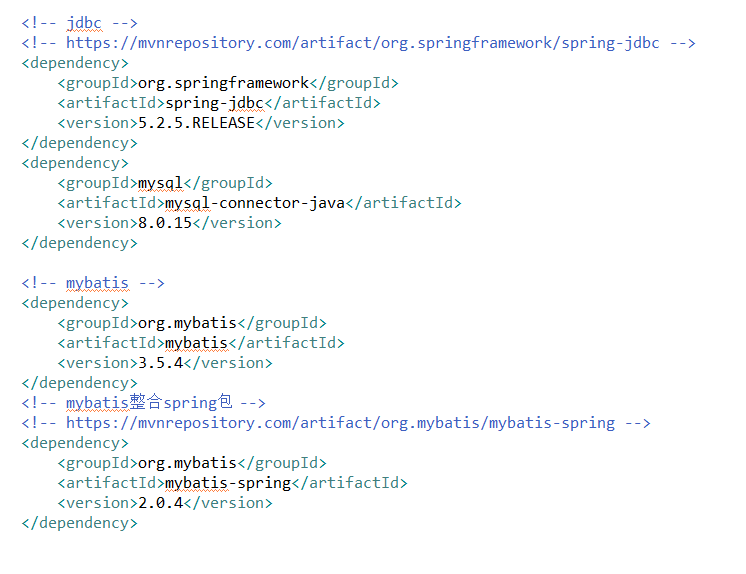 <!-- jdbc -->
<!-- https://mvnrepository.com/artifact/org.springframework/spring-jdbc -->
<dependency>
    <groupId>org.springframework</groupId>
    <artifactId>spring-jdbc</artifactId>
    <version>5.2.5.RELEASE</version>
</dependency>
<dependency>
    <groupId>mysql</groupId>
    <artifactId>mysql-connector-java</artifactId>
    <version>8.0.15</version>
</dependency>

<!-- mybatis -->
<dependency>
    <groupId>org.mybatis</groupId>
    <artifactId>mybatis</artifactId>
    <version>3.5.4</version>
</dependency>
<!-- mybatis整合spring包 -->
<!-- https://mvnrepository.com/artifact/org.mybatis/mybatis-spring -->
<dependency>
    <groupId>org.mybatis</groupId>
    <artifactId>mybatis-spring</artifactId>
    <version>2.0.4</version>
</dependency>